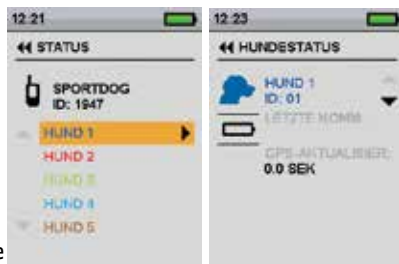 12:21
◄◄ STATUS
SPORTDOG
ID: 1947
HUND 1
HUND 2
HUND 3
HUND 4
HUND 5
e
12:23
◄◄ HUNDESTATUS
HUND 1
ID: 01
LETZTE KOMM.
GPS-AKTUALISIER.:
0.0 SEK